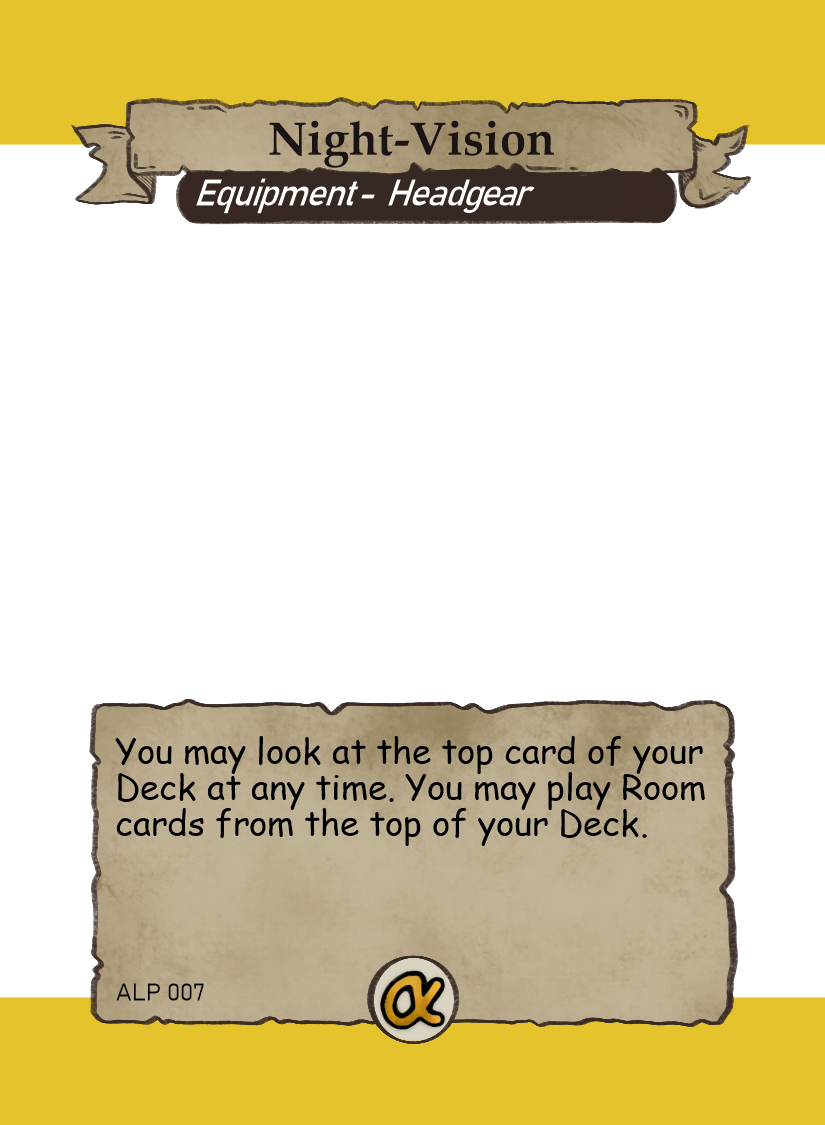 Night-Vision
Equipment - Headgear
You may look at the top card of your
Deck at any time. You may play Room
cards from the top of your Deck.
ALP 007
α